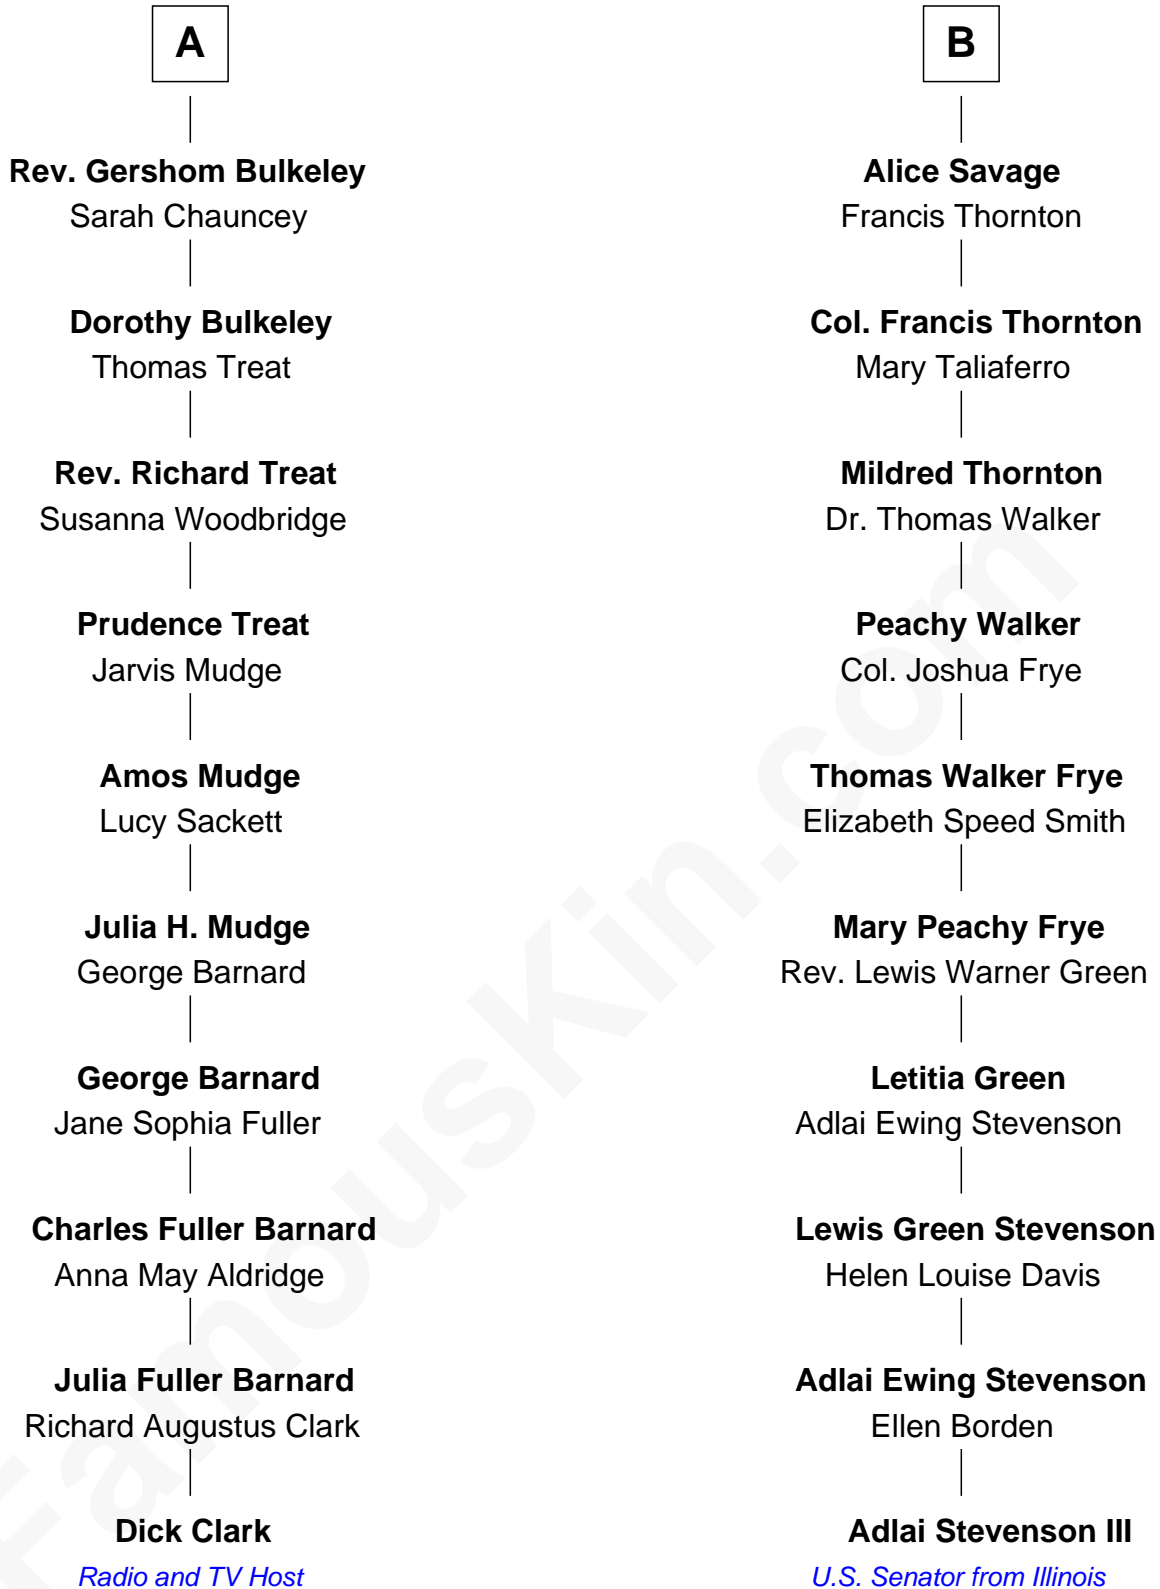 A
Rev. Gershom Bulkeley
Sarah Chauncey
Dorothy Bulkeley
Thomas Treat
Rev. Richard Treat
Susanna Woodbridge
Prudence Treat
Jarvis Mudge
Amos Mudge
Lucy Sackett
Julia H. Mudge
George Barnard
George Barnard
Jane Sophia Fuller
Charles Fuller Barnard
Anna May Aldridge
Julia Fuller Barnard
Richard Augustus Clark
Dick Clark
Radio and TV Host
B
Alice Savage
Francis Thornton
Col. Francis Thornton
Mary Taliaferro
Mildred Thornton
Dr. Thomas Walker
Peachy Walker
Col. Joshua Frye
Thomas Walker Frye
Elizabeth Speed Smith
Mary Peachy Frye
Rev. Lewis Warner Green
Letitia Green
Adlai Ewing Stevenson
Lewis Green Stevenson
Helen Louise Davis
Adlai Ewing Stevenson
Ellen Borden
Adlai Stevenson III
U.S. Senator from Illinois
FamousKin.com